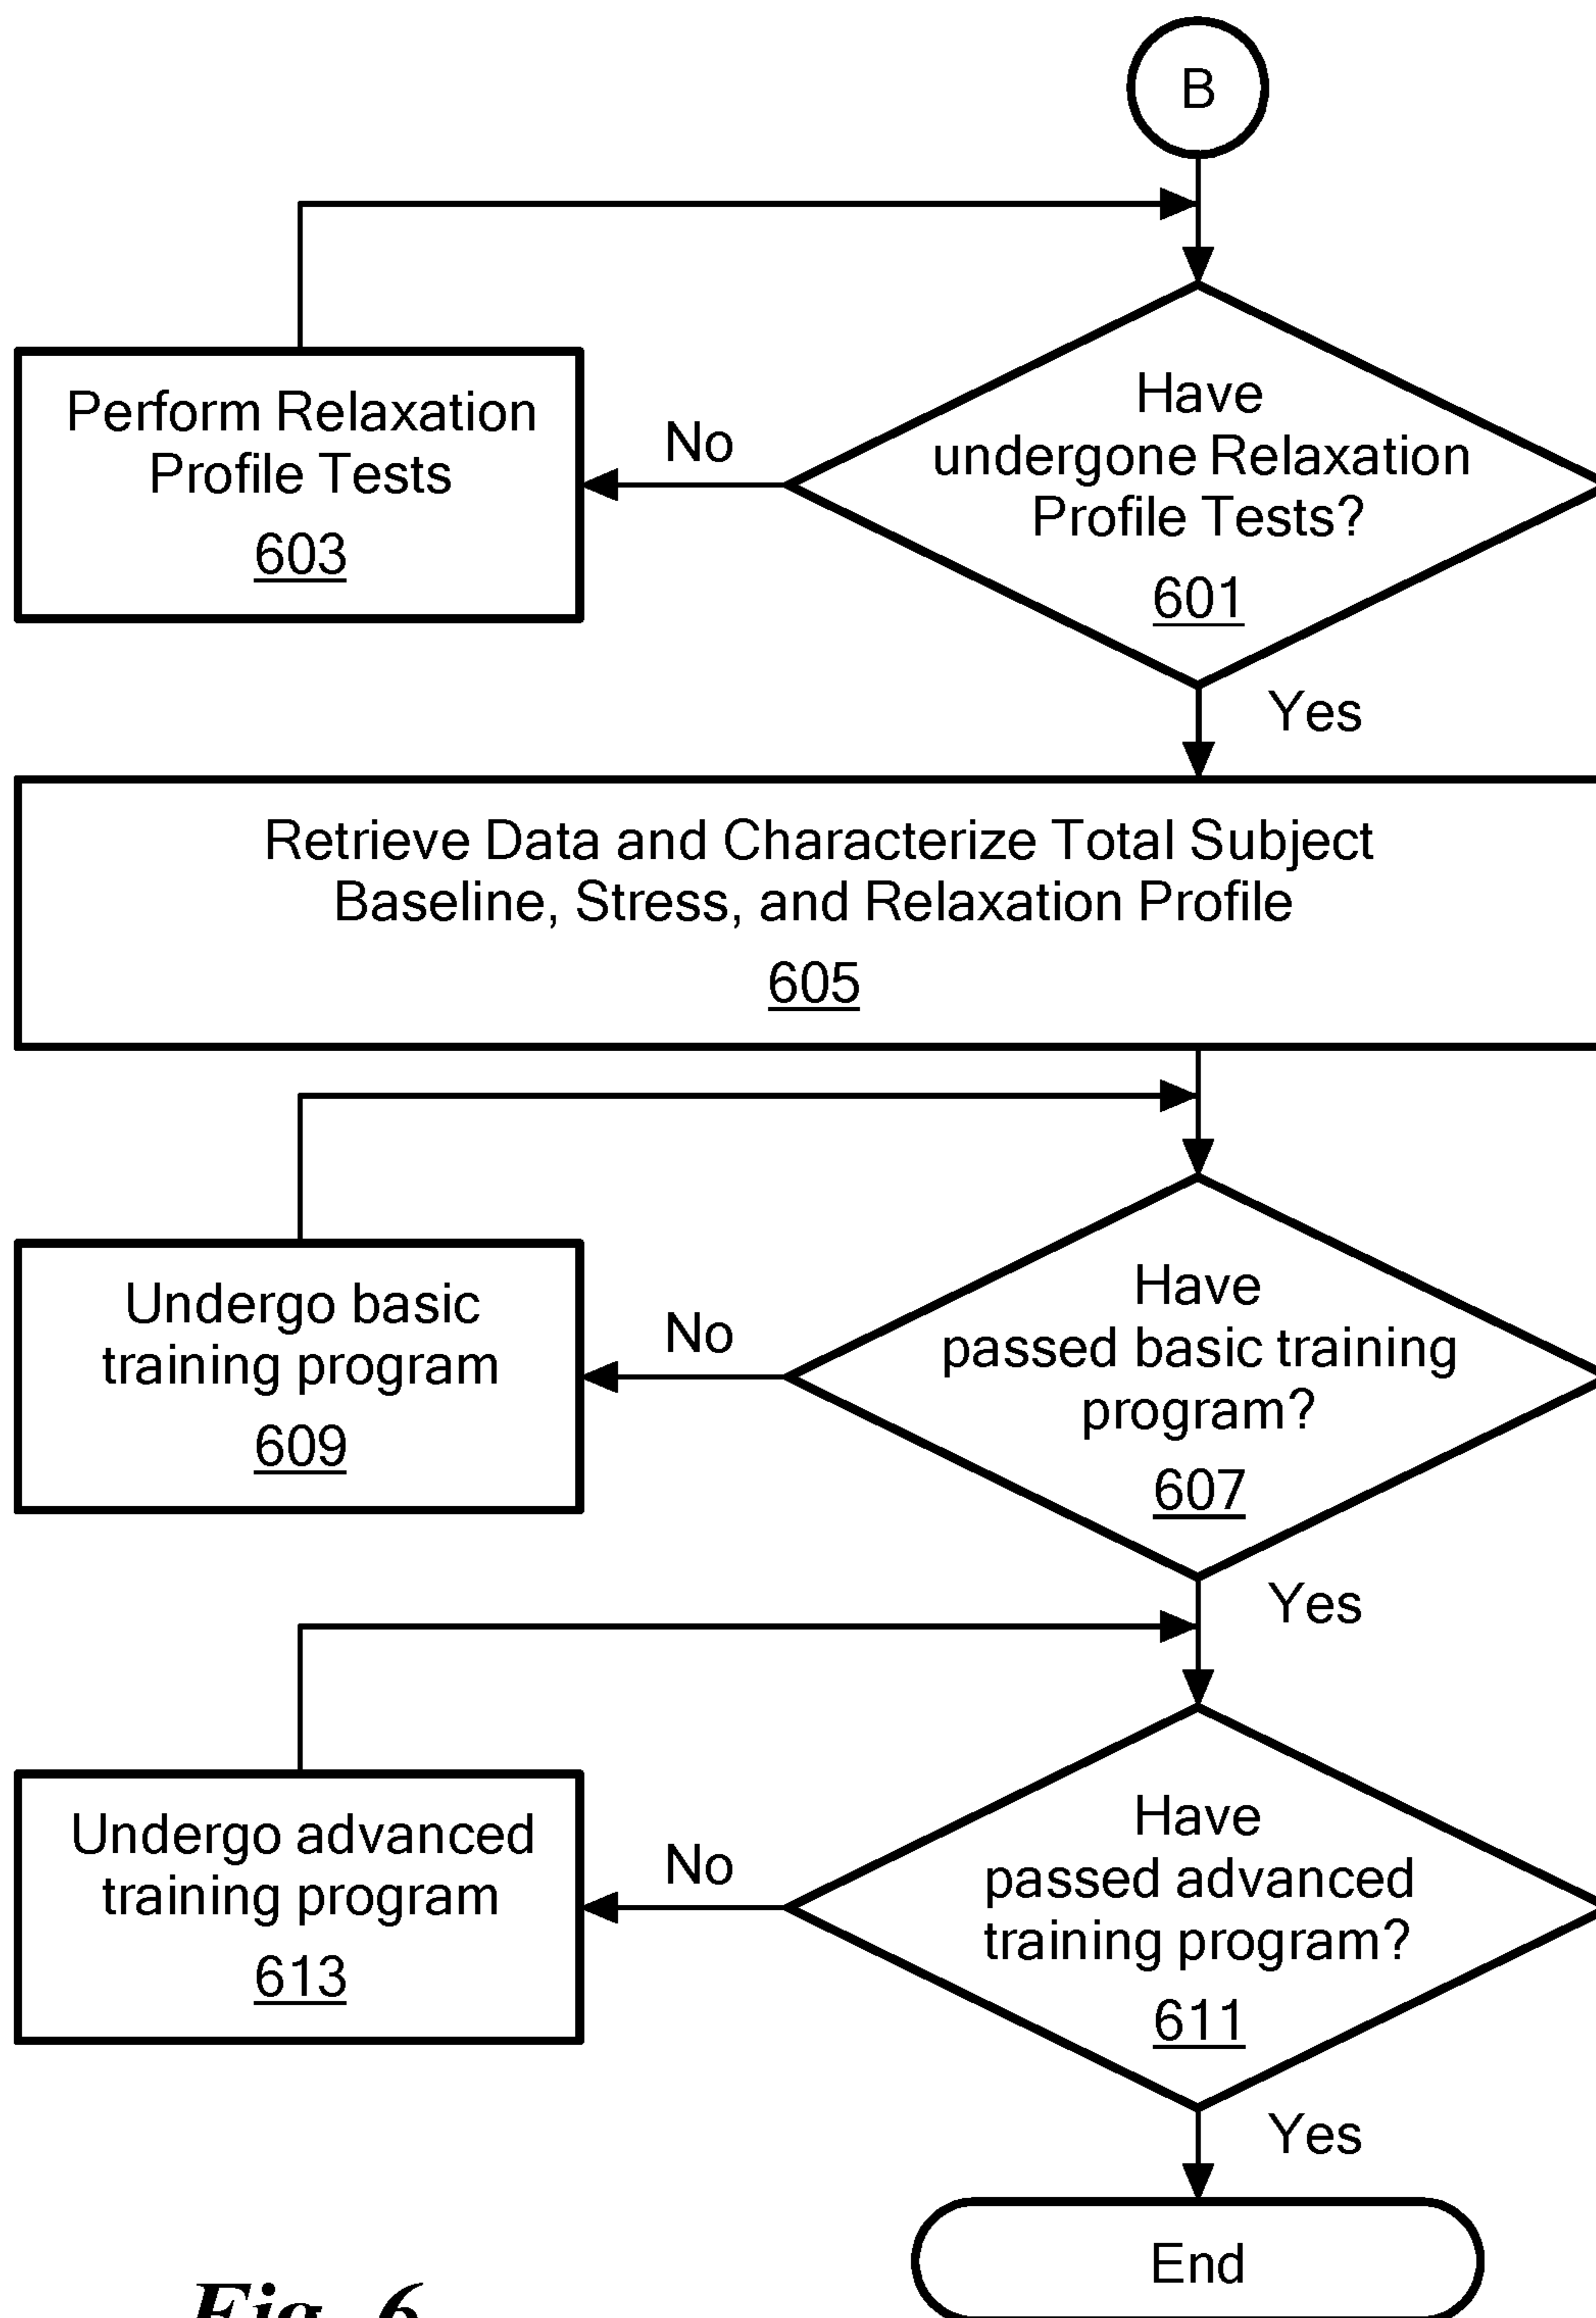 B
Have
undergone Relaxation
Profile Tests?
601
No
Perform Relaxation
Profile Tests
603
Yes
Retrieve Data and Characterize Total Subject
Baseline, Stress, and Relaxation Profile
605
Have
passed basic training
program?
607
No
Undergo basic
training program
609
Yes
Have
passed advanced
training program?
611
No
Undergo advanced
training program
613
Yes
End
Fig. 6